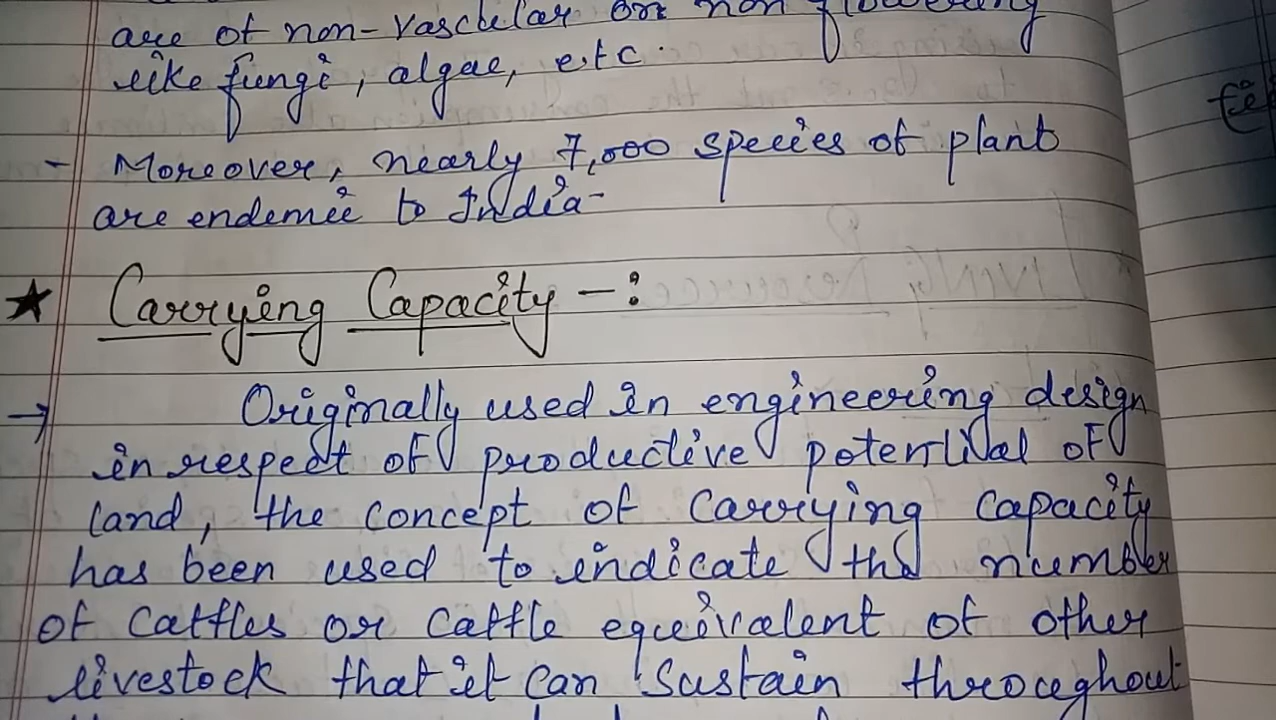 are of non-vascular or non flowering
like fungi, algae, etc.
- Moreover, nearly 7,000 species of plant
are endemic to India-
★ Carrying Capacity -:
→ Originally used in engineering design
in respect of productive potential of
land, the concept of carrying capacity
has been used to indicate the number
of cattles or cattle equivalent of other
livestock that it can sustain throughout